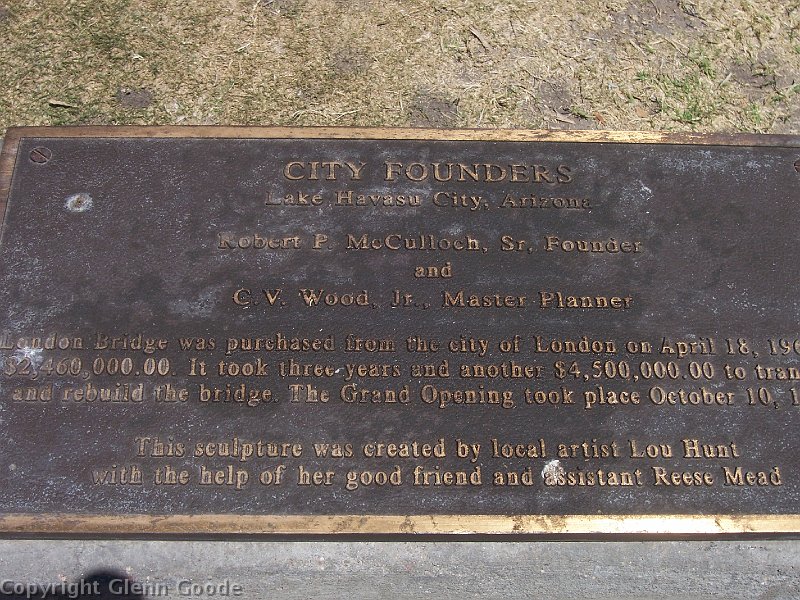 CITY FOUNDERS
Lake Havasu City, Arizona
Robert P. McCulloch, Sr, Founder
and
C.V. Wood, Jr., Master Planner
London Bridge was purchased from the city of London on April 18, 196
$2,460,000.00. It took three years and another $4,500,000.00 to tran
and rebuild the bridge. The Grand Opening took place October 10, 1
This sculpture was created by local artist Lou Hunt
with the help of her good friend and assistant Reese Mead
Copyright Glenn Goode